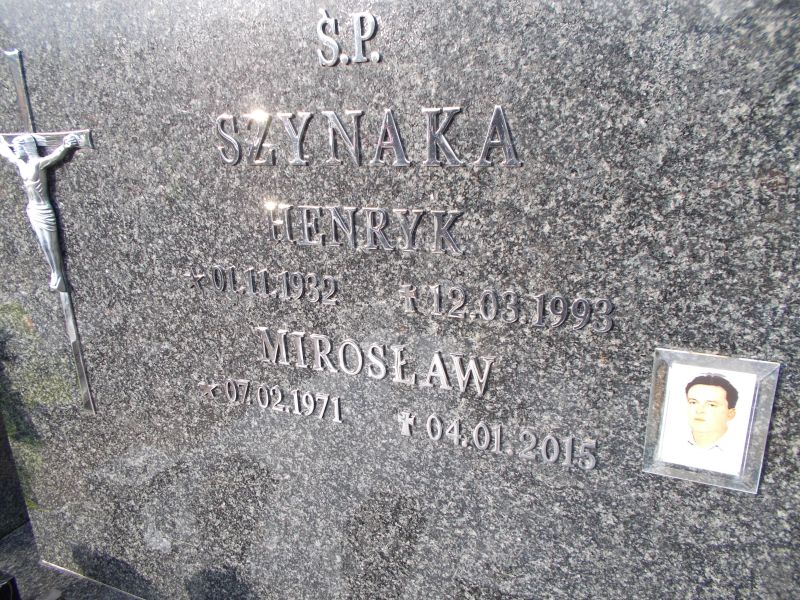 Ś.P.
SZYNAKA
HENRYK
* 01.11.1932 † 12.03.1993
MIROSŁAW
* 07.02.1971 † 04.01.2015